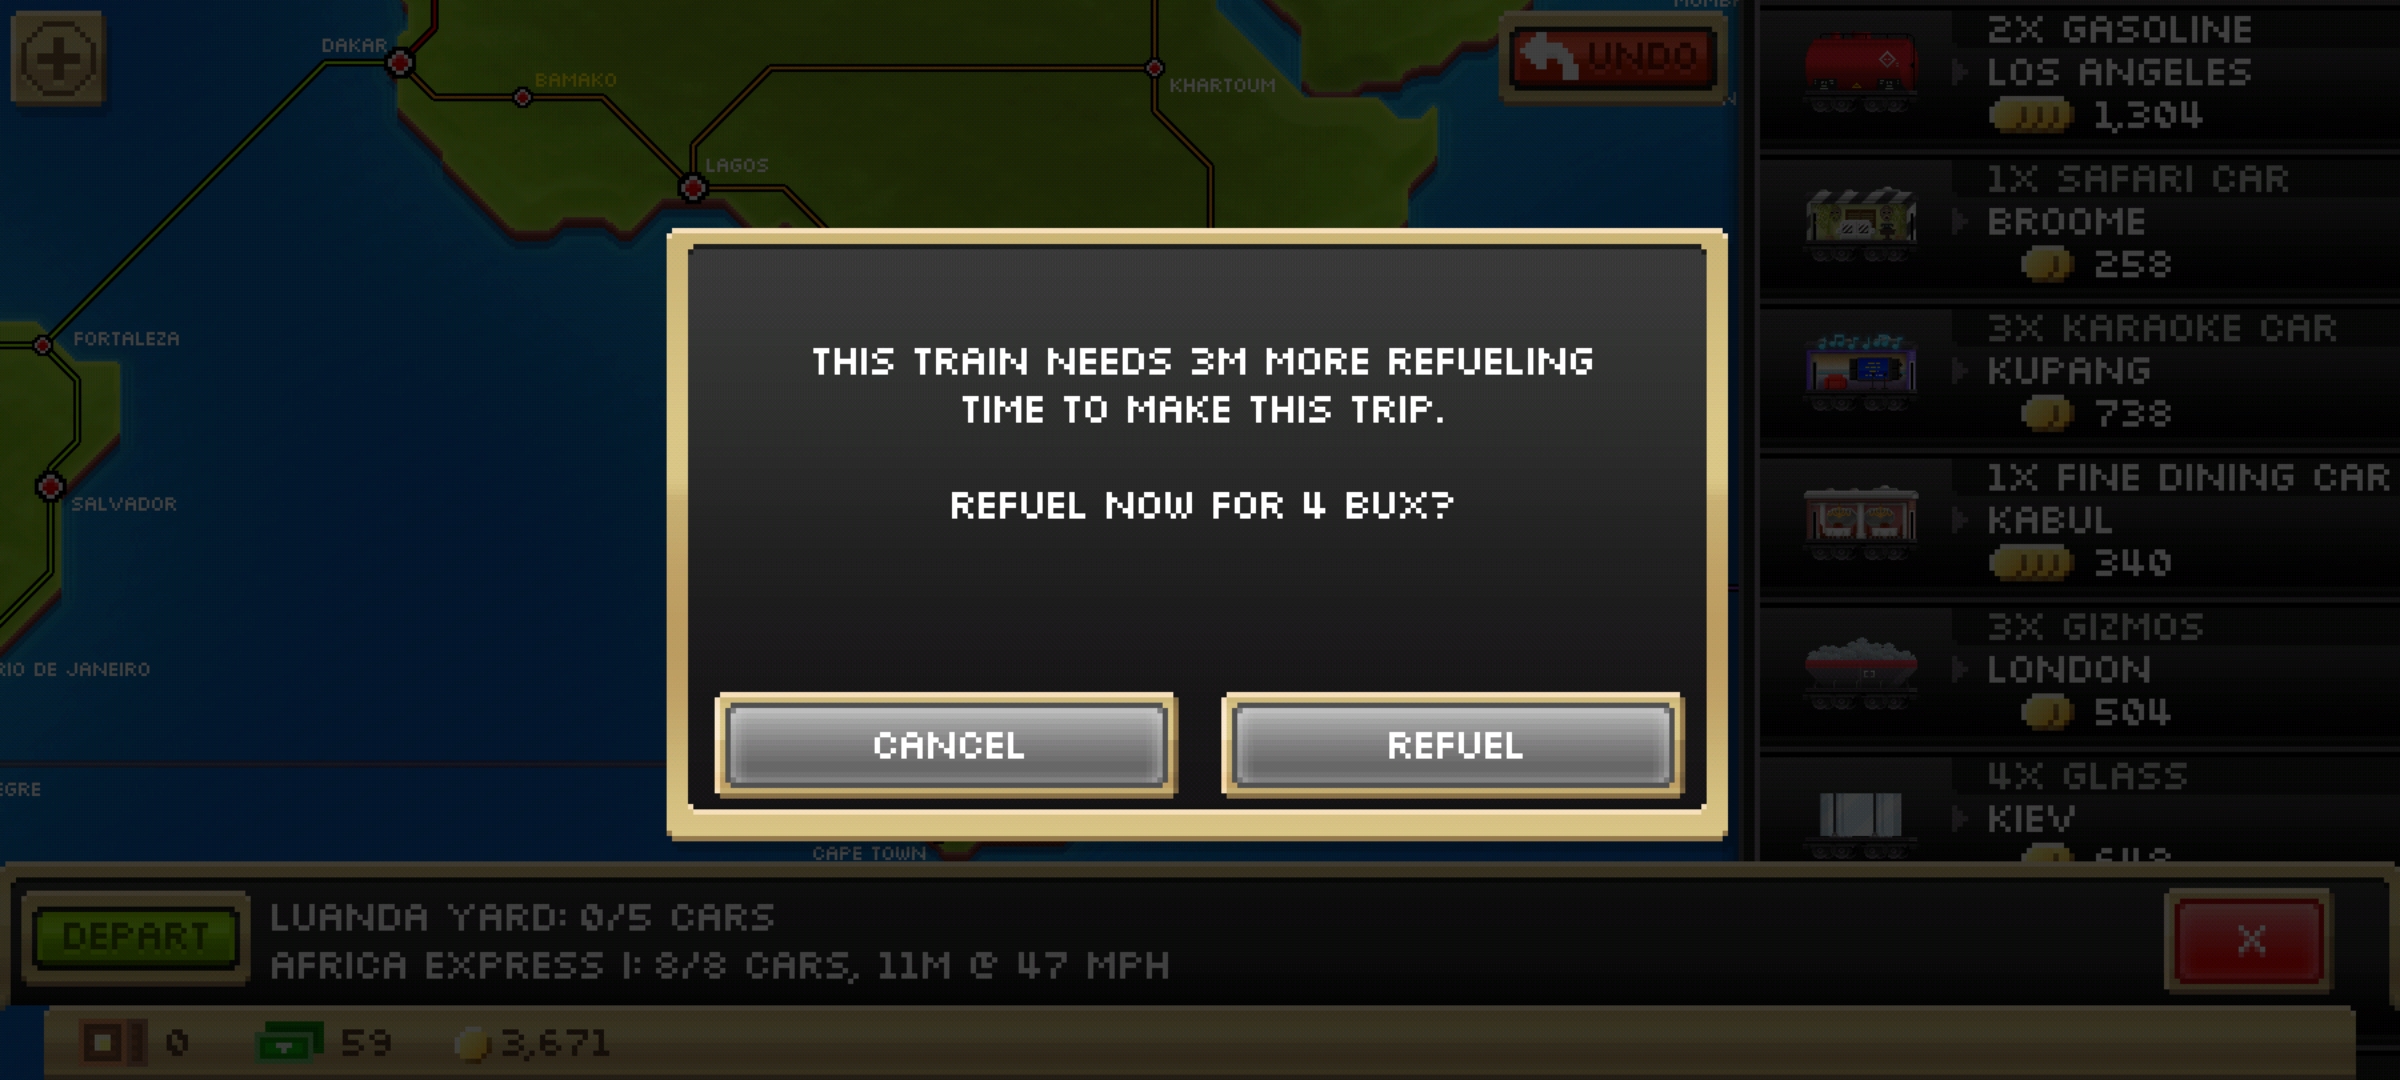 DAKAR
BAMAKO
KHARTOUM
LAGOS
FORTALEZA
SALVADOR
RIO DE JANEIRO
CAPE TOWN
UNDO
2X GASOLINE
LOS ANGELES
1,304
1X SAFARI CAR
BROOME
258
3X KARAOKE CAR
KUPANG
738
1X FINE DINING CAR
KABUL
340
3X GIZMOS
LONDON
504
4X GLASS
KIEV
THIS TRAIN NEEDS 3M MORE REFUELING
TIME TO MAKE THIS TRIP.
REFUEL NOW FOR 4 BUX?
CANCEL
REFUEL
DEPART
LUANDA YARD: 0/5 CARS
AFRICA EXPRESS I: 8/8 CARS, 11M @ 47 MPH
X
0
59
3,671